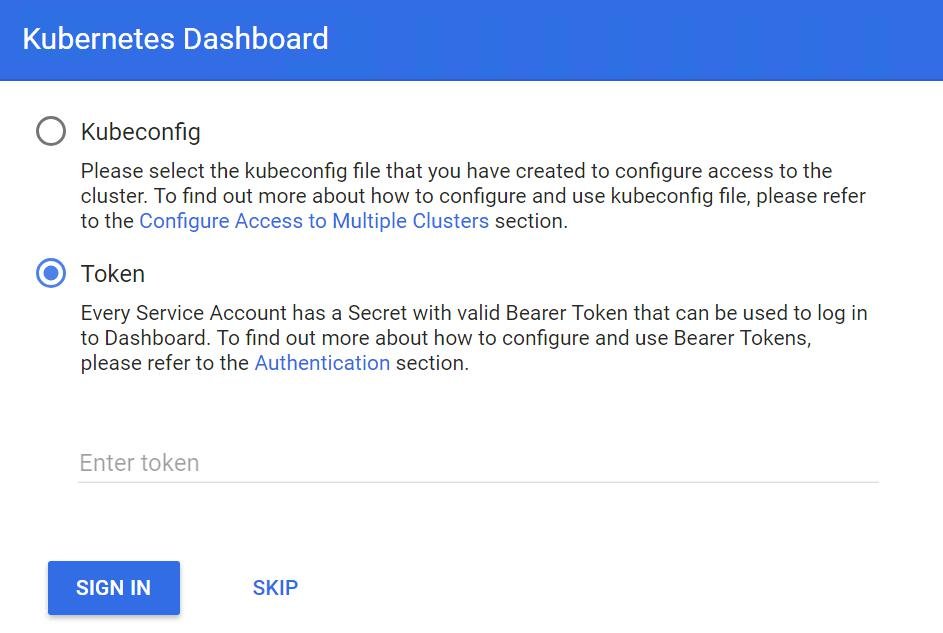 Kubernetes Dashboard
Kubeconfig
Please select the kubeconfig file that you have created to configure access to the
cluster. To find out more about how to configure and use kubeconfig file, please refer
to the Configure Access to Multiple Clusters section.
Token
Every Service Account has a Secret with valid Bearer Token that can be used to log in
to Dashboard. To find out more about how to configure and use Bearer Tokens,
please refer to the Authentication section.
Enter token
SIGN IN SKIP